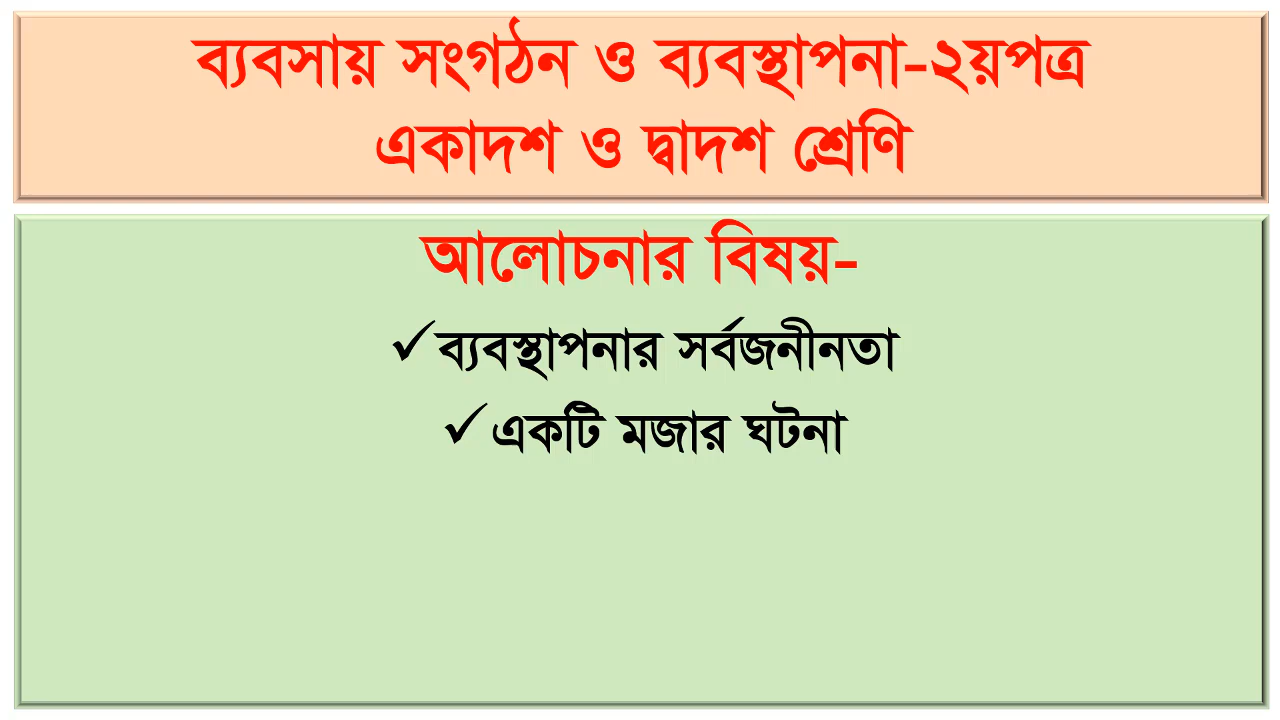 ব্যবসায় সংগঠন ও ব্যবস্থাপনা-২য়পত্র
একাদশ ও দ্বাদশ শ্রেণি
আলোচনার বিষয়-
✓ব্যবস্থাপনার সর্বজনীনতা
✓একটি মজার ঘটনা